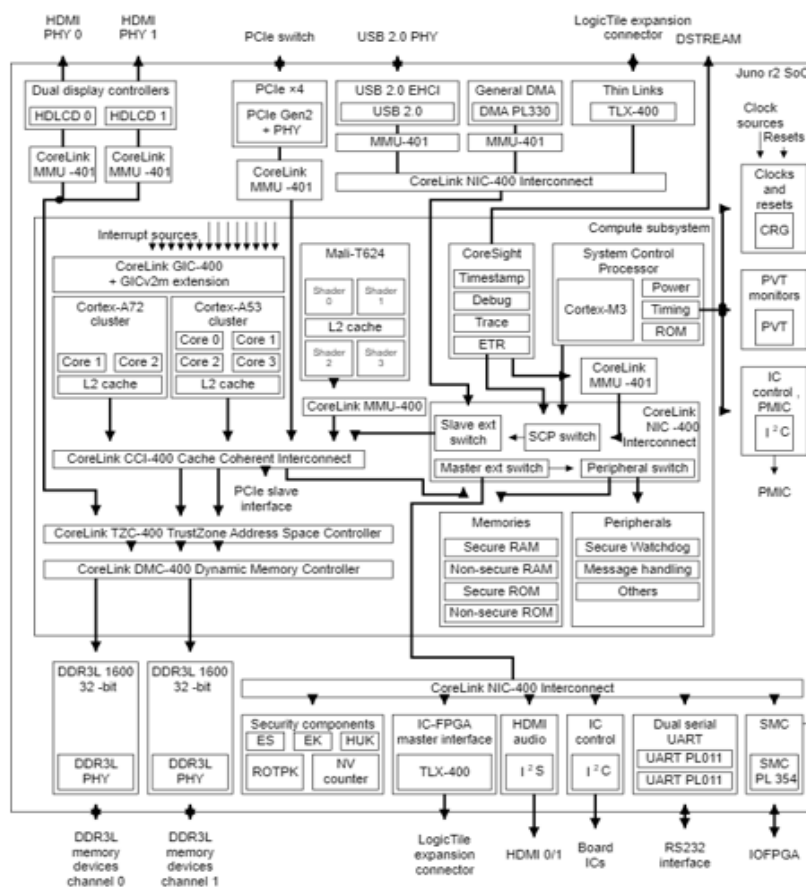 HDMI PHY 0
HDMI PHY 1
PCIe switch
USB 2.0 PHY
LogicTile expansion connector
DSTREAM
Juno r2 SoC
Dual display controllers
HDLCD 0
HDLCD 1
PCIe ×4
PCIe Gen2 + PHY
USB 2.0 EHCI
USB 2.0
General DMA
DMA PL330
Thin Links
TLX-400
Clock sources
Resets
CoreLink MMU -401
CoreLink MMU -401
CoreLink MMU -401
MMU-401
MMU-401
CoreLink NIC-400 Interconnect
Clocks and resets
CRG
Compute subsystem
Interrupt sources
CoreLink GIC-400 + GICv2m extension
Mali-T624
Shader 0
Shader 1
L2 cache
Shader 2
Shader 3
CoreSight
Timestamp
Debug
Trace
ETR
System Control Processor
Cortex-M3
Power
Timing
ROM
PVT monitors
PVT
Cortex-A72 cluster
Core 1
Core 2
L2 cache
Cortex-A53 cluster
Core 0
Core 1
Core 2
Core 3
L2 cache
CoreLink MMU -401
IC control , PMIC
I²C
PMIC
CoreLink MMU-400
Slave ext switch
SCP switch
CoreLink NIC -400 Interconnect
CoreLink CCI-400 Cache Coherent Interconnect
Master ext switch
Peripheral switch
PCIe slave interface
CoreLink TZC-400 TrustZone Address Space Controller
CoreLink DMC-400 Dynamic Memory Controller
Memories
Secure RAM
Non-secure RAM
Secure ROM
Non-secure ROM
Peripherals
Secure Watchdog
Message handling
Others
DDR3L 1600 32 -bit
DDR3L PHY
DDR3L 1600 32 -bit
DDR3L PHY
CoreLink NIC-400 Interconnect
Security components
ES
EK
HUK
ROTPK
NV counter
IC-FPGA master interface
TLX-400
HDMI audio
I²S
IC control
I²C
Dual serial UART
UART PL011
UART PL011
SMC
SMC PL 354
DDR3L memory devices channel 0
DDR3L memory devices channel 1
LogicTile expansion connector
HDMI 0/1
Board ICs
RS232 interface
IOFPGA